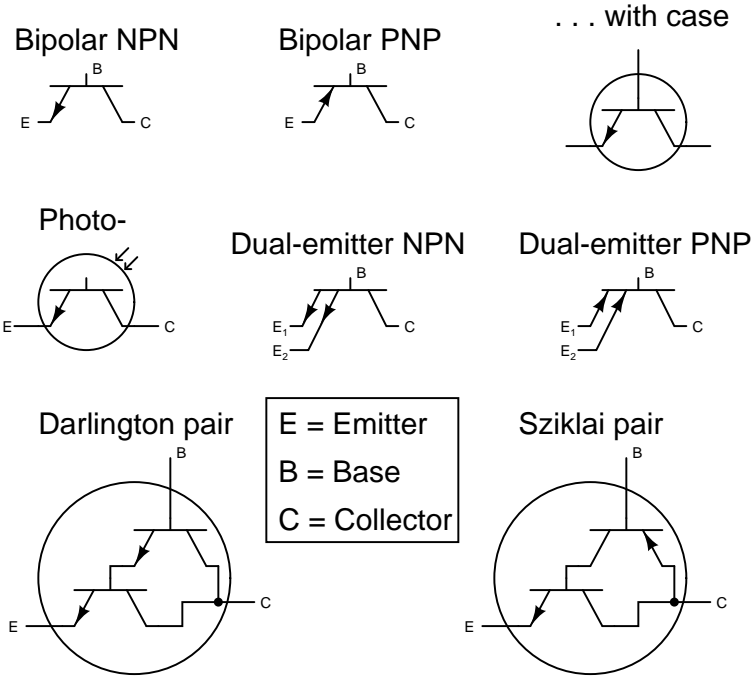 Bipolar NPN
B
E
C
Bipolar PNP
B
E
C
. . . with case
Photo-
E
C
Dual-emitter NPN
B
E1
C
E2
Dual-emitter PNP
B
E1
C
E2
Darlington pair
B
C
E
E = Emitter
B = Base
C = Collector
Sziklai pair
B
C
E